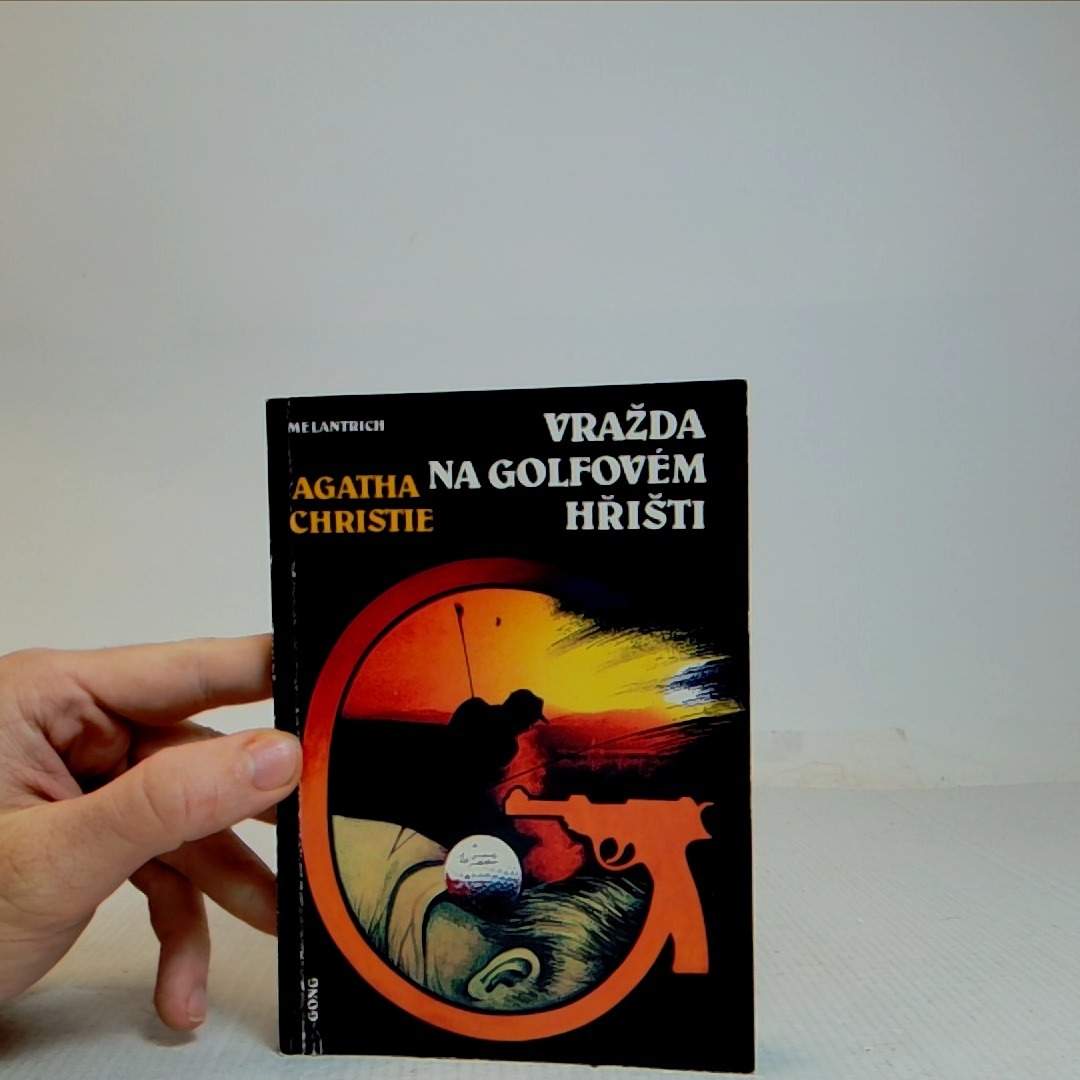 MELANTRICH
AGATHA
CHRISTIE
VRAŽDA
NA GOLFOVÉM
HŘIŠTI
GONG